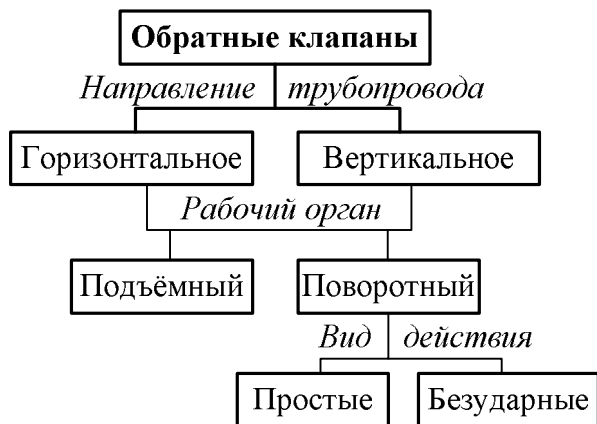 Обратные клапаны
Направление трубопровода
Горизонтальное Вертикальное
Рабочий орган
Подъёмный Поворотный
Вид действия
Простые Безударные